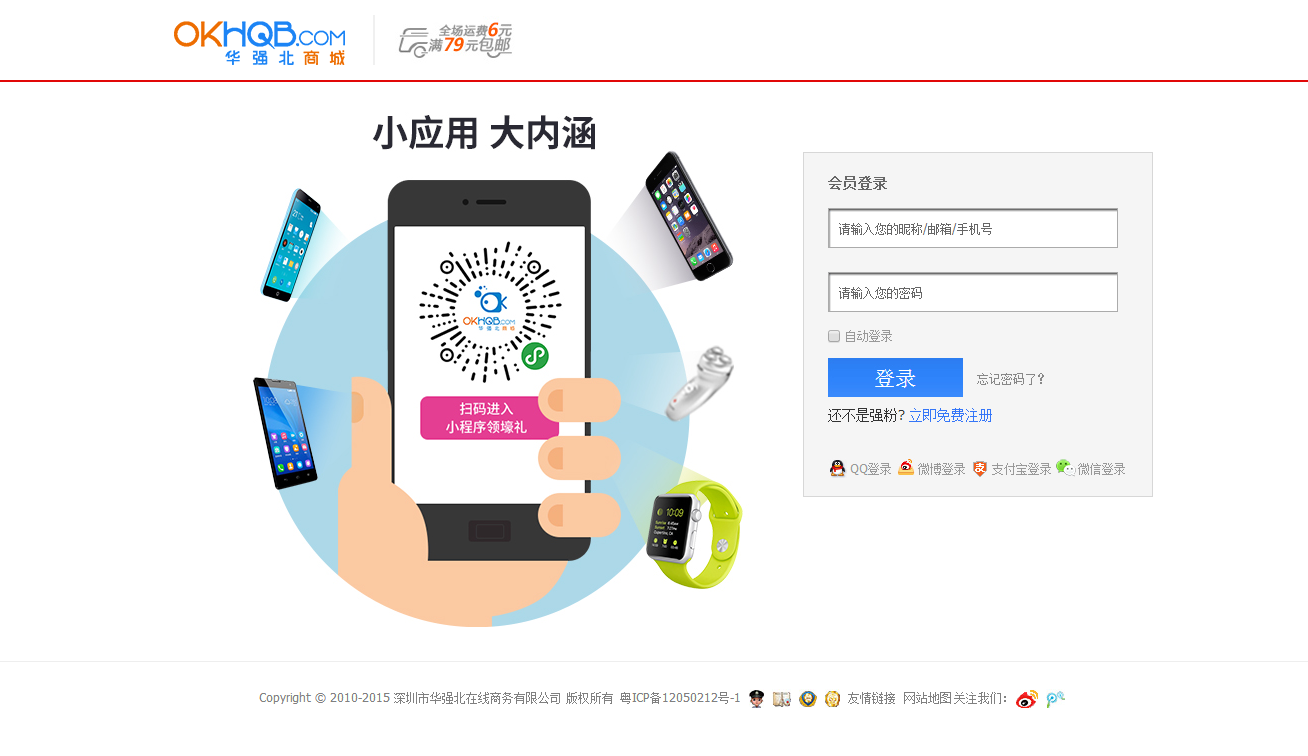 OKHQB.COM
华强北商城
全场运费6元
满79元包邮
小应用 大内涵
OKHQB.COM
华强北商城
扫码进入
小程序领壕礼
10:09
会员登录
请输入您的昵称/邮箱/手机号
请输入您的密码
自动登录
登录 忘记密码了?
还不是强粉? 立即免费注册
QQ登录 微博登录 支付宝登录 微信登录
Copyright © 2010-2015 深圳市华强北在线商务有限公司 版权所有 粤ICP备12050212号-1 友情链接 网站地图 关注我们: